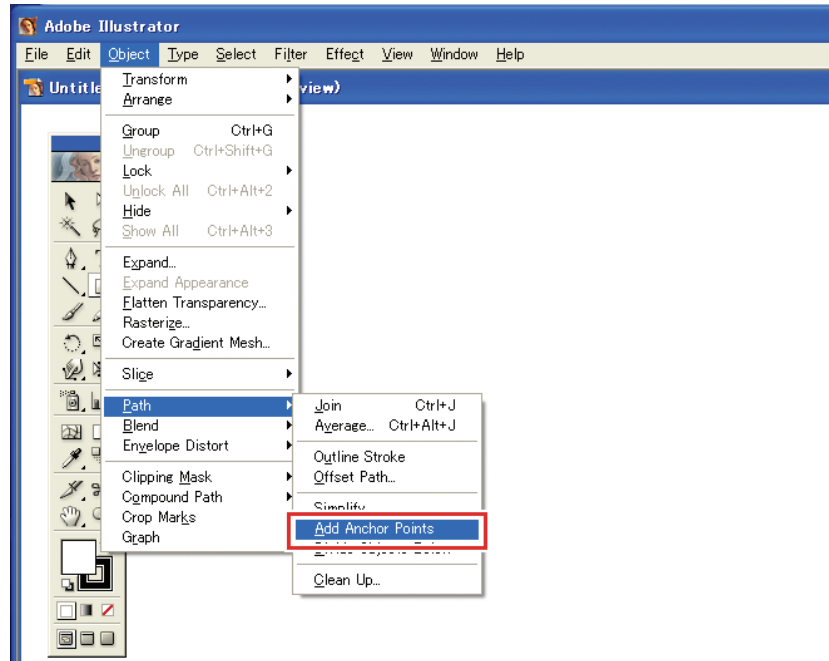 Adobe Illustrator
File Edit Object Type Select Filter Effect View Window Help
Untitle
view)
Transform
Arrange
Group Ctrl+G
Ungroup Ctrl+Shift+G
Lock
Unlock All Ctrl+Alt+2
Hide
Show All Ctrl+Alt+3
Expand...
Expand Appearance
Flatten Transparency...
Rasterize...
Create Gradient Mesh...
Slice
Path
Blend
Envelope Distort
Clipping Mask
Compound Path
Crop Marks
Graph
Join Ctrl+J
Average... Ctrl+Alt+J
Outline Stroke
Offset Path...
Simplify
Add Anchor Points
Clean Up...